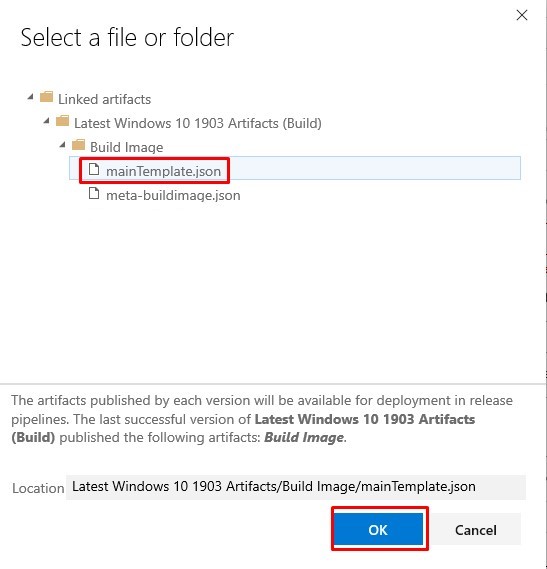 Select a file or folder
Linked artifacts
Latest Windows 10 1903 Artifacts (Build)
Build Image
mainTemplate.json
meta-buildimage.json
The artifacts published by each version will be available for deployment in release
pipelines. The last successful version of Latest Windows 10 1903 Artifacts
(Build) published the following artifacts: Build Image.
Location Latest Windows 10 1903 Artifacts/Build Image/mainTemplate.json
OK Cancel